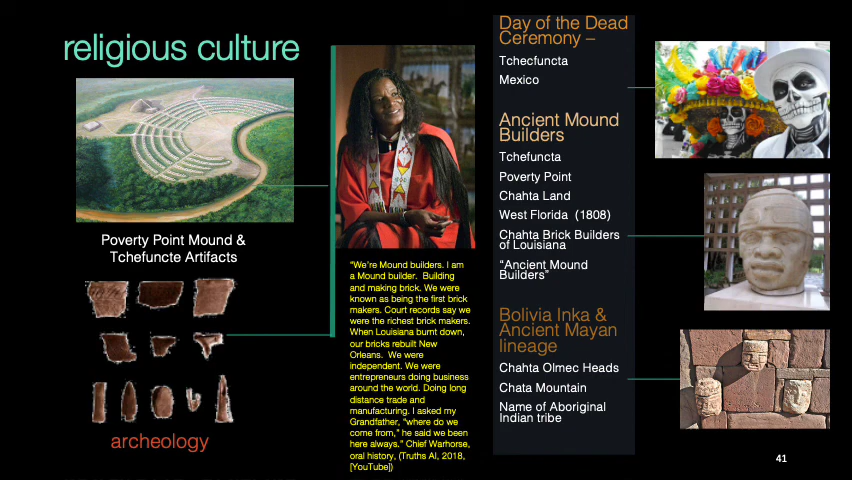 religious culture
Poverty Point Mound &
Tchefuncte Artifacts
archeology
“We’re Mound builders. I am
a Mound builder.  Building
and making brick. We were
known as being the first brick
makers. Court records say we
were the richest brick makers.
When Louisiana burnt down,
our bricks rebuilt New
Orleans.  We were
independent. We were
entrepreneurs doing business
around the world. Doing long
distance trade and
manufacturing. I asked my
Grandfather, “where do we
come from,” he said we been
here always.” Chief Warhorse,
oral history, (Truths AI, 2018,
[YouTube])
Day of the Dead
Ceremony –
Tchecfuncta
Mexico
Ancient Mound
Builders
Tchefuncta
Poverty Point
Chahta Land
West Florida  (1808)
Chahta Brick Builders
of Louisiana
“Ancient Mound
Builders”
Bolivia Inka &
Ancient Mayan
lineage
Chahta Olmec Heads
Chata Mountain
Name of Aboriginal
Indian tribe
41